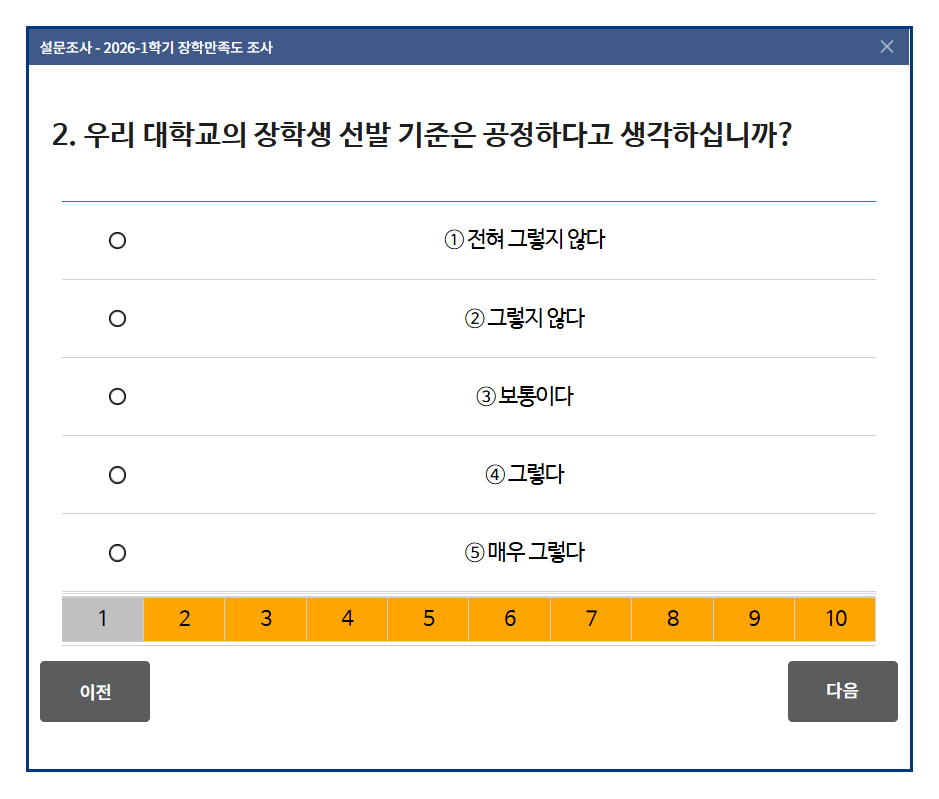 설문조사 - 2026-1학기 장학만족도 조사
2. 우리 대학교의 장학생 선발 기준은 공정하다고 생각하십니까?
① 전혀 그렇지 않다
② 그렇지 않다
③ 보통이다
④ 그렇다
⑤ 매우 그렇다
1 2 3 4 5 6 7 8 9 10
이전 다음